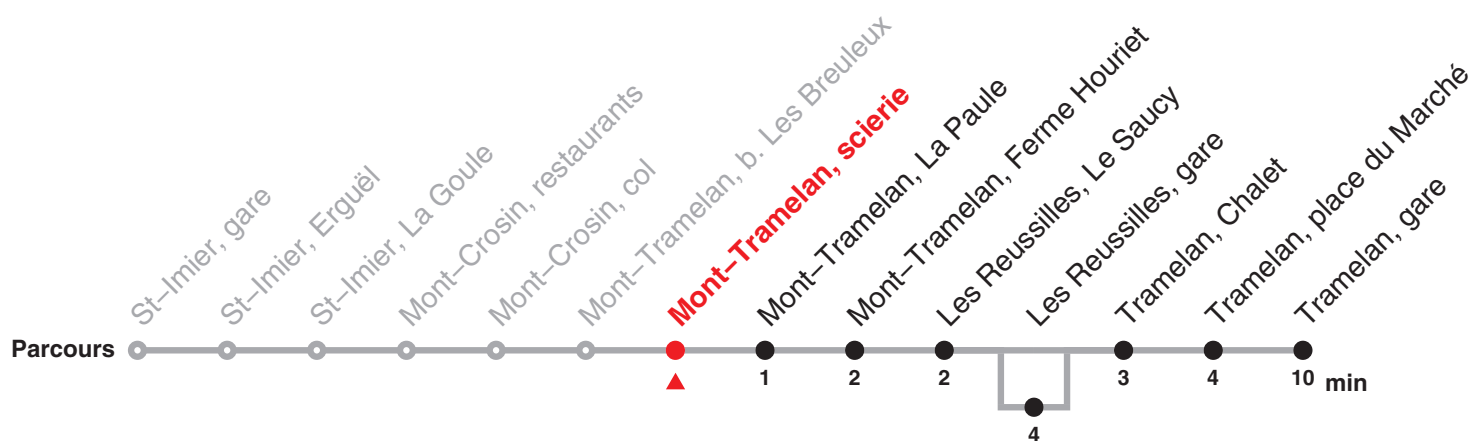 St–Imier, gare
St–Imier, Erguël
St–Imier, La Goule
Mont–Crosin, restaurants
Mont–Crosin, col
Mont–Tramelan, b. Les Breuleux
Mont–Tramelan, scierie
Mont–Tramelan, La Paule
Mont–Tramelan, Ferme Houriet
Les Reussilles, Le Saucy
Les Reussilles, gare
Tramelan, Chalet
Tramelan, place du Marché
Tramelan, gare
Parcours
1 2 2 3 4 10 min
4